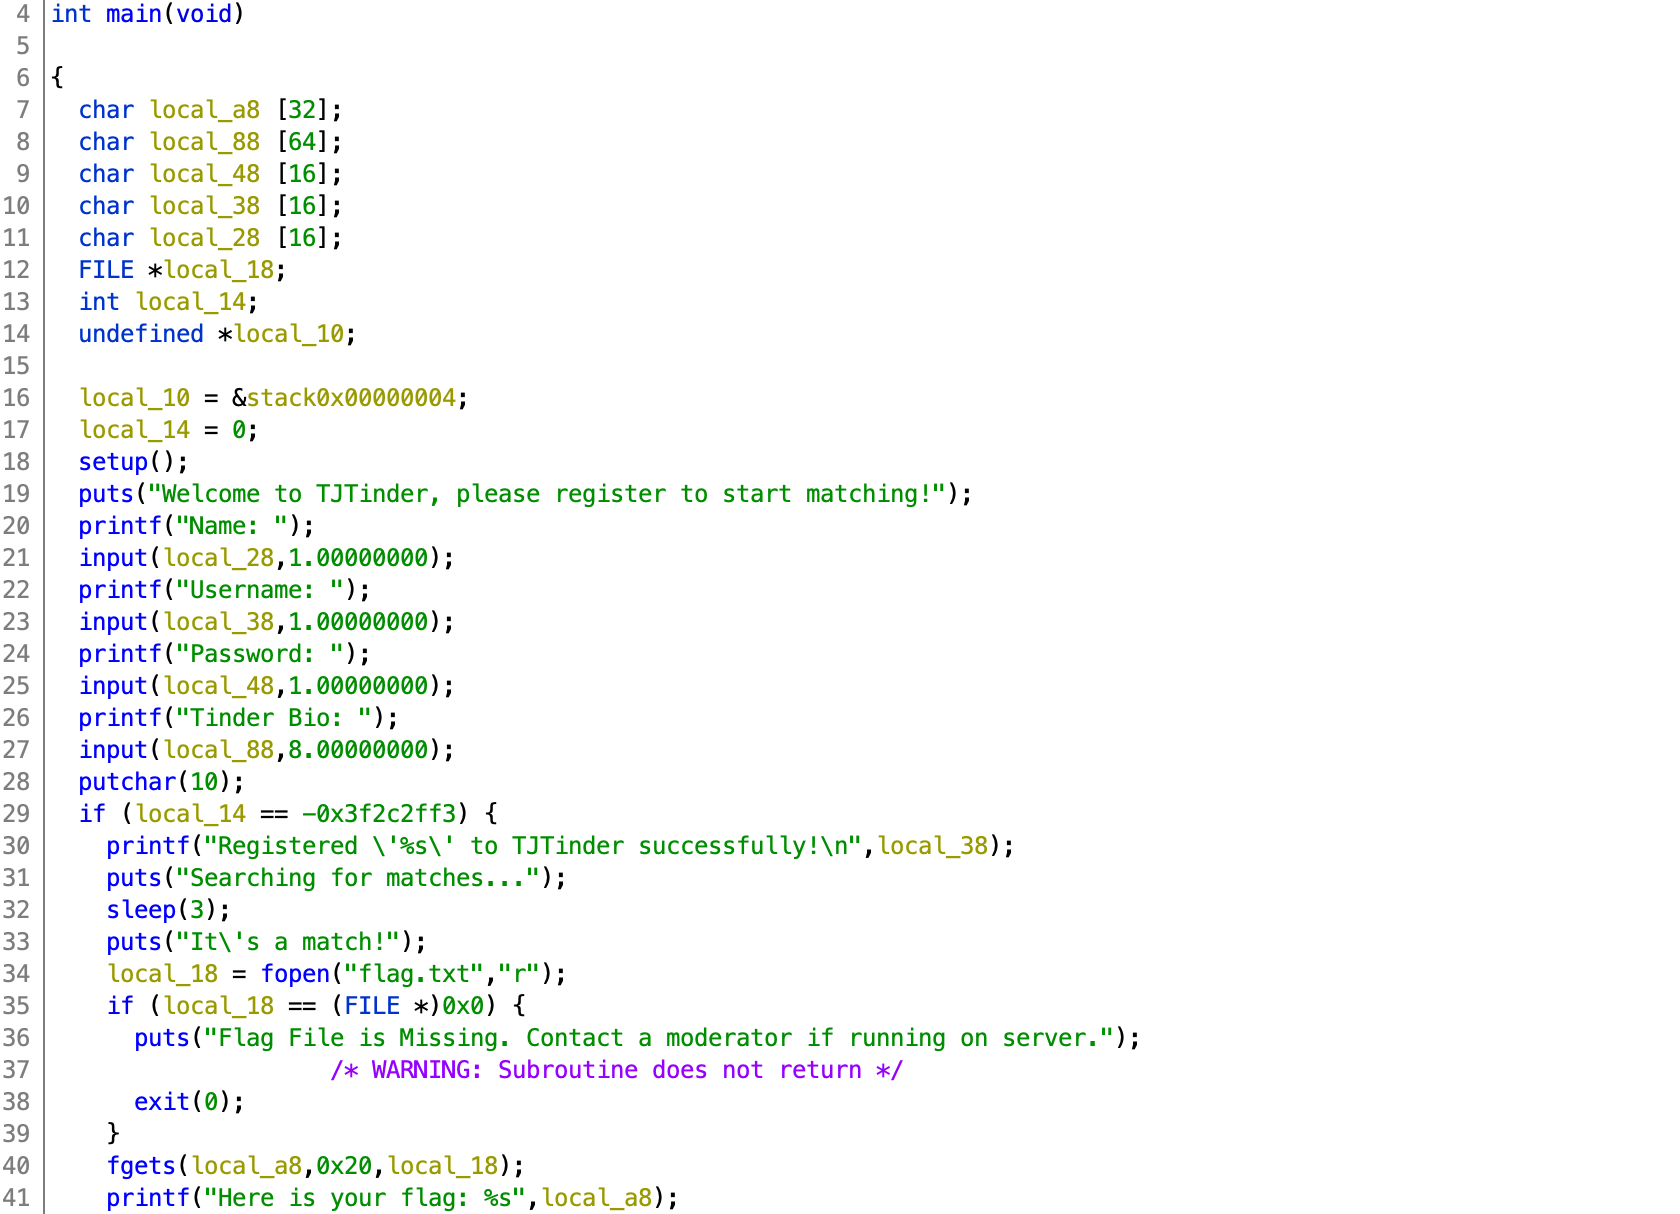 4 int main(void)
5
6 {
7 char local_a8 [32];
8 char local_88 [64];
9 char local_48 [16];
10 char local_38 [16];
11 char local_28 [16];
12 FILE *local_18;
13 int local_14;
14 undefined *local_10;
15
16 local_10 = &stack0x00000004;
17 local_14 = 0;
18 setup();
19 puts("Welcome to TJTinder, please register to start matching!");
20 printf("Name: ");
21 input(local_28,1.00000000);
22 printf("Username: ");
23 input(local_38,1.00000000);
24 printf("Password: ");
25 input(local_48,1.00000000);
26 printf("Tinder Bio: ");
27 input(local_88,8.00000000);
28 putchar(10);
29 if (local_14 == -0x3f2c2ff3) {
30 printf("Registered \'%s\' to TJTinder successfully!\n",local_38);
31 puts("Searching for matches...");
32 sleep(3);
33 puts("It\'s a match!");
34 local_18 = fopen("flag.txt","r");
35 if (local_18 == (FILE *)0x0) {
36 puts("Flag File is Missing. Contact a moderator if running on server.");
37 /* WARNING: Subroutine does not return */
38 exit(0);
39 }
40 fgets(local_a8,0x20,local_18);
41 printf("Here is your flag: %s",local_a8);